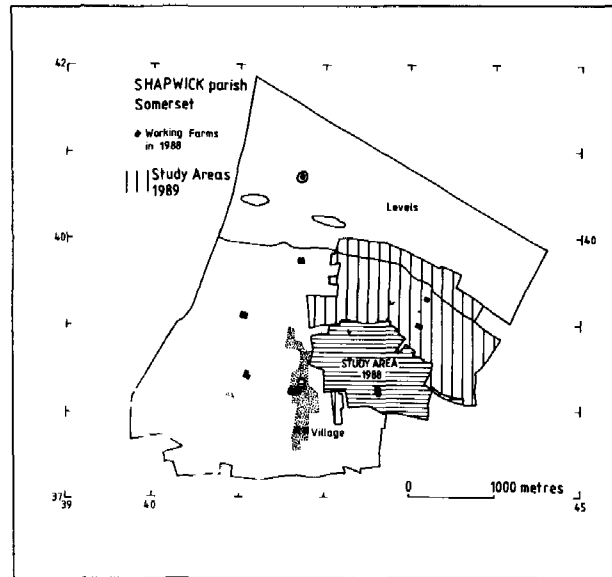 42
SHAPWICK parish
Somerset
Working Farms
in 1988
Study Areas
1989
Levels
40
40
STUDY AREA
1988
Village
0 1000 metres
37
39 40 45